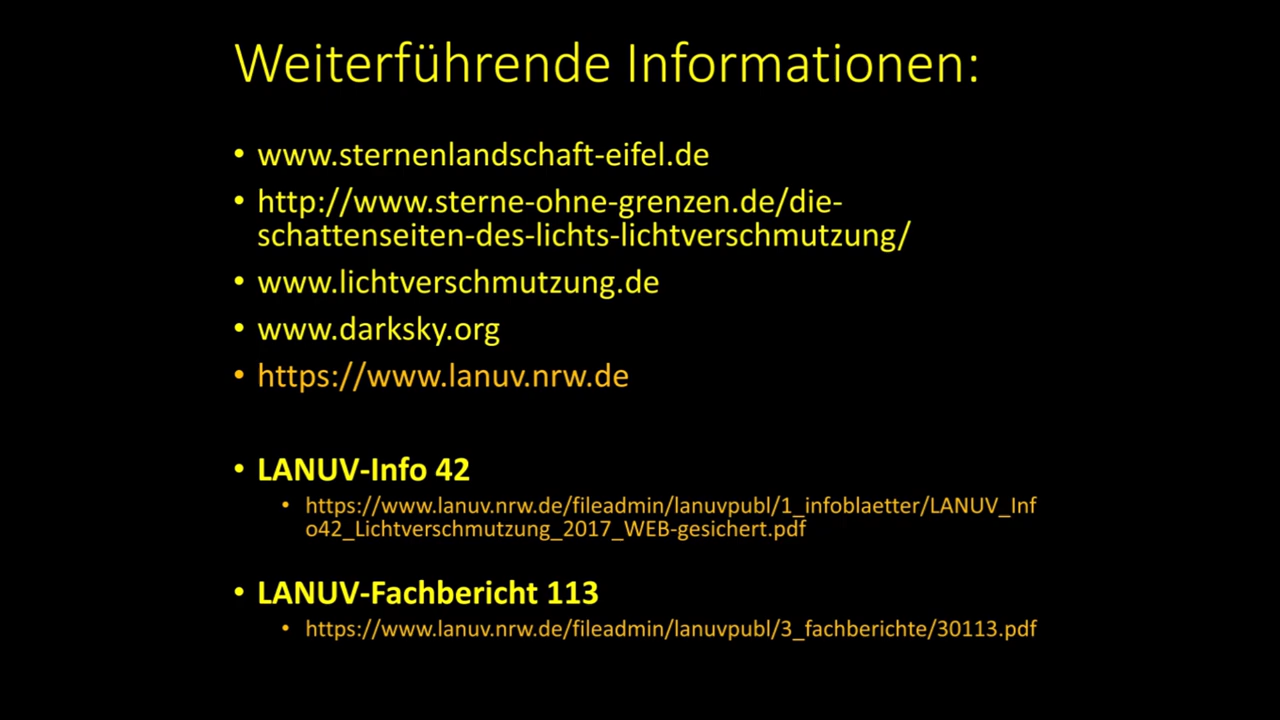 Weiterführende Informationen:
• www.sternenlandschaft-eifel.de
• http://www.sterne-ohne-grenzen.de/die-
schattenseiten-des-lichts-lichtverschmutzung/
• www.lichtverschmutzung.de
• www.darksky.org
• https://www.lanuv.nrw.de
• LANUV-Info 42
• https://www.lanuv.nrw.de/fileadmin/lanuvpubl/1_infoblaetter/LANUV_Inf
o42_Lichtverschmutzung_2017_WEB-gesichert.pdf
• LANUV-Fachbericht 113
• https://www.lanuv.nrw.de/fileadmin/lanuvpubl/3_fachberichte/30113.pdf